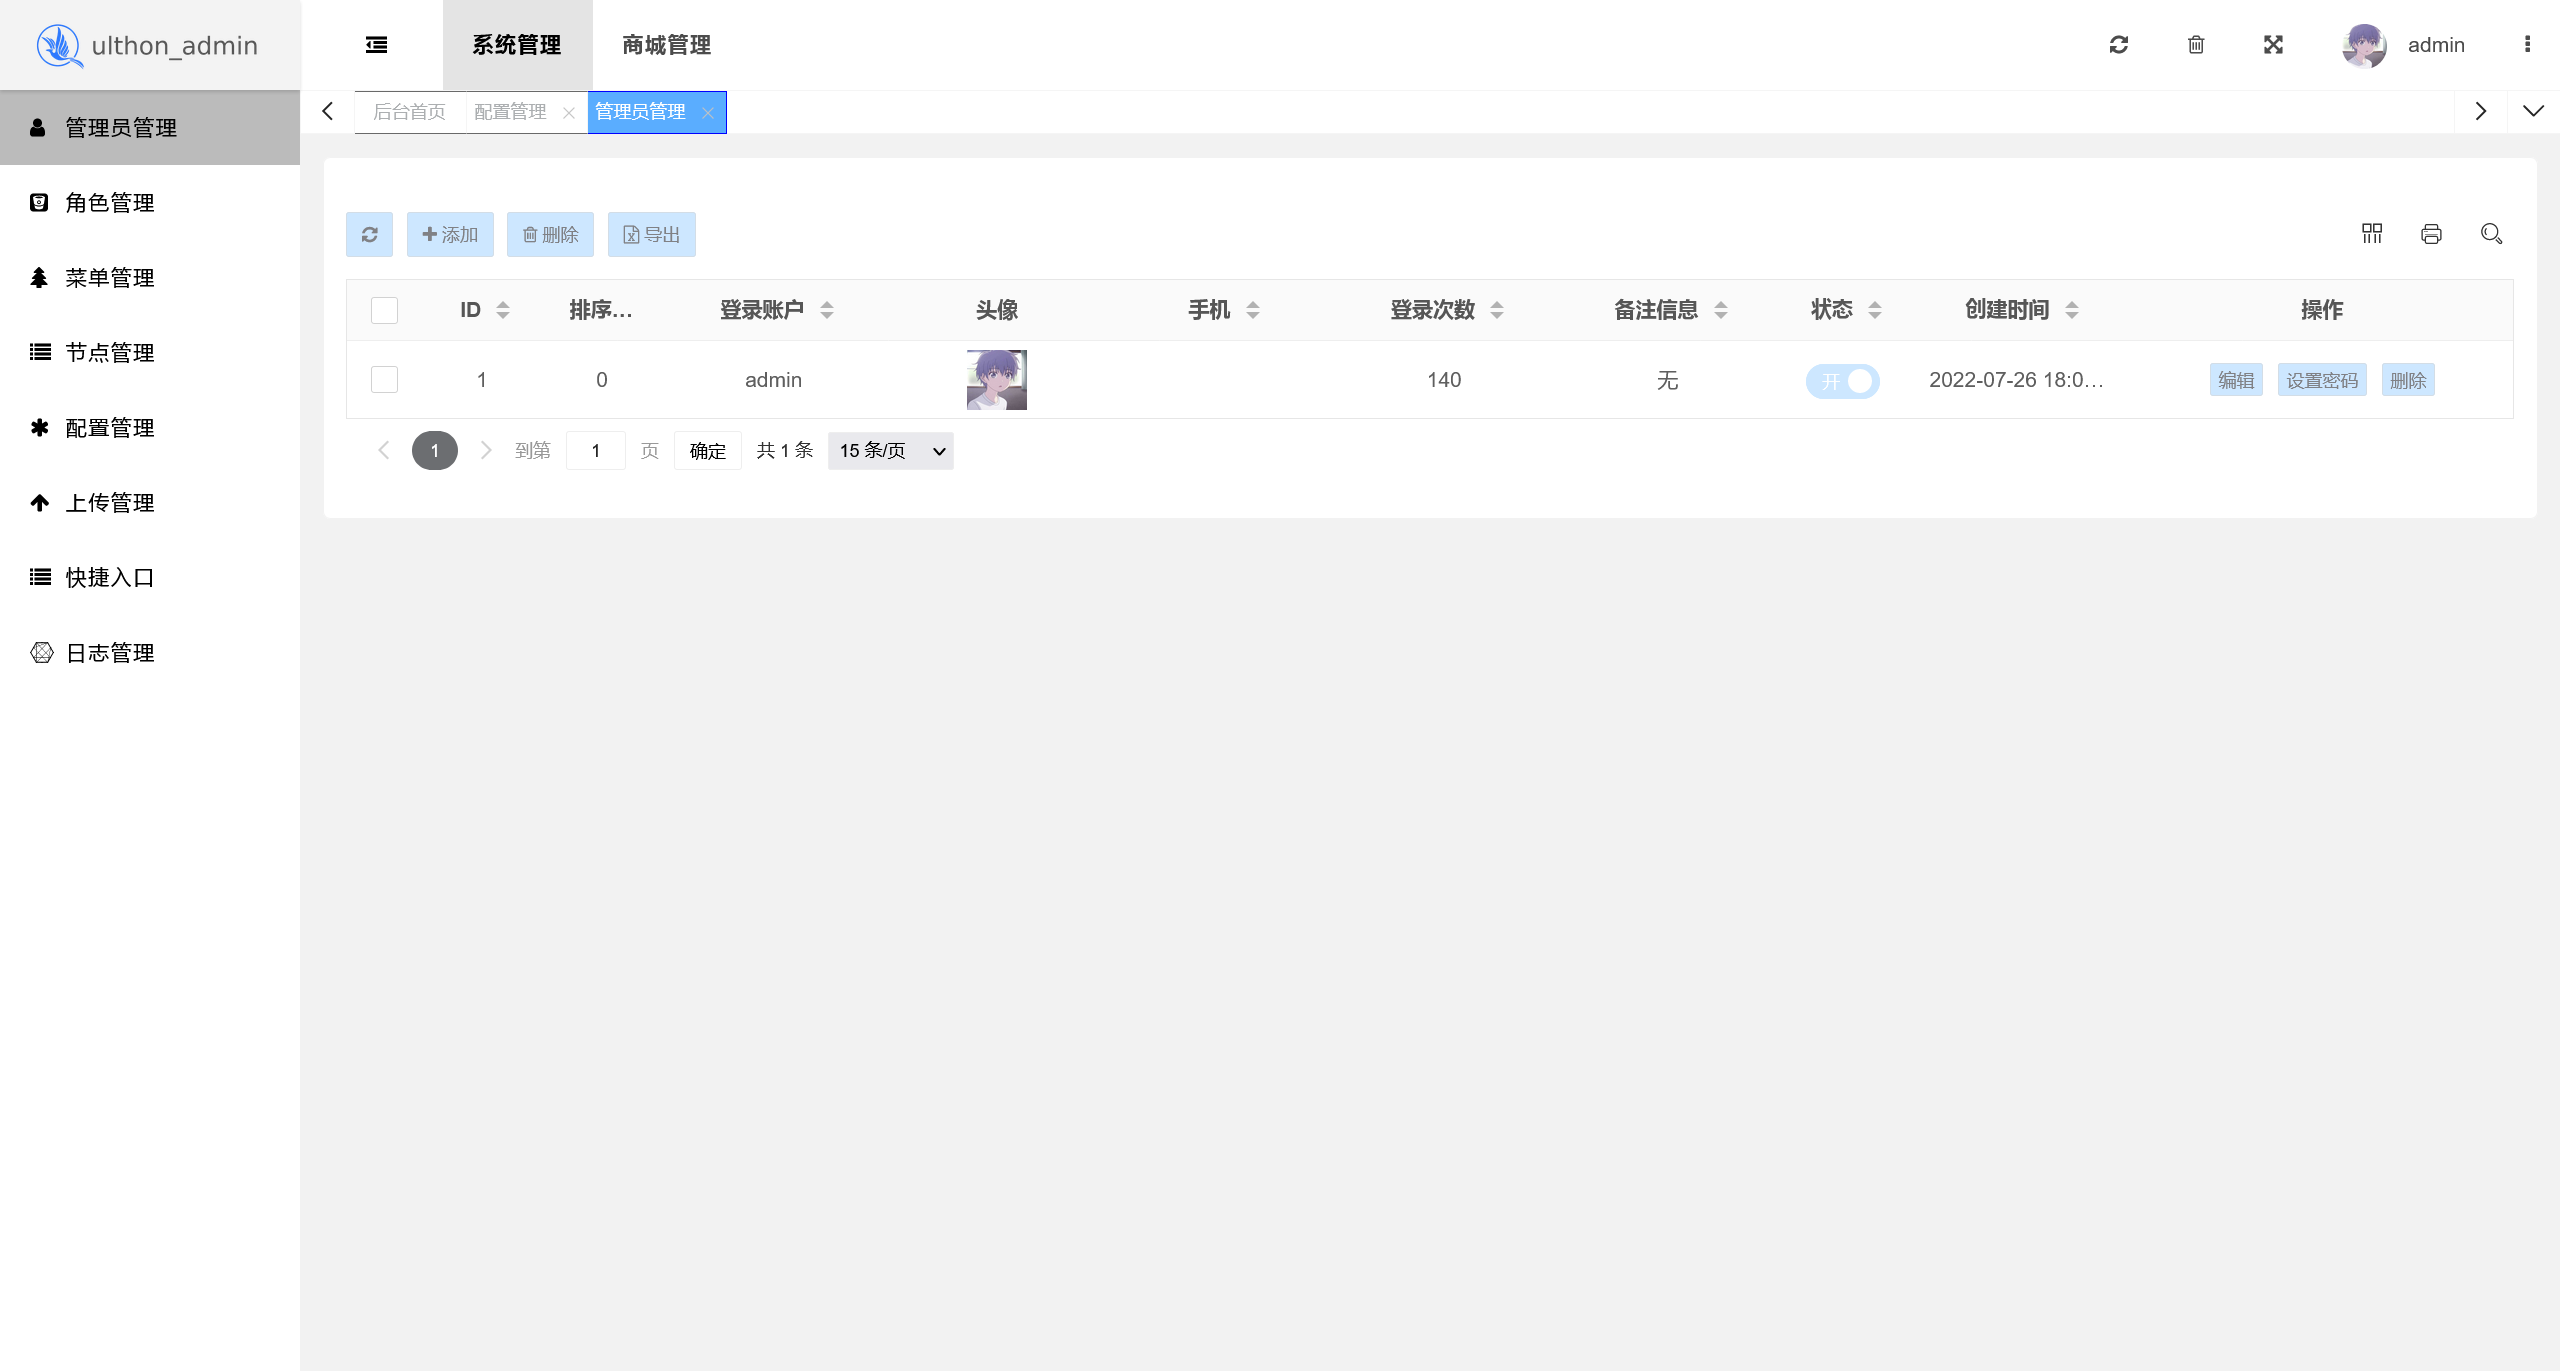 ulthon_admin
系统管理 商城管理 admin
后台首页 配置管理 管理员管理
管理员管理
角色管理
菜单管理
节点管理
配置管理
上传管理
快捷入口
日志管理
添加 删除 导出
ID 排序... 登录账户 头像 手机 登录次数 备注信息 状态 创建时间 操作
1 0 admin 140 无 开 2022-07-26 18:0... 编辑 设置密码 删除
1 到第 1 页 确定 共 1 条 15 条/页